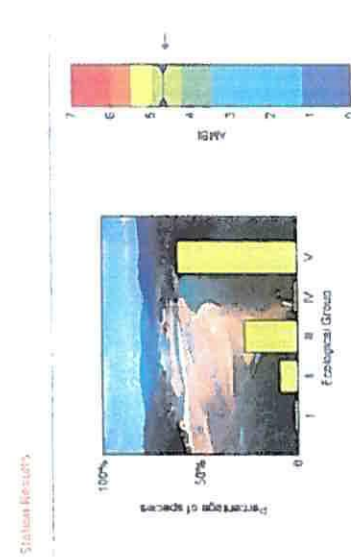 Station Results
100%
50%
0
Percentage of species
I
II
III
IV
V
Ecological Group
7
6
5
4
3
2
1
0
AMBI